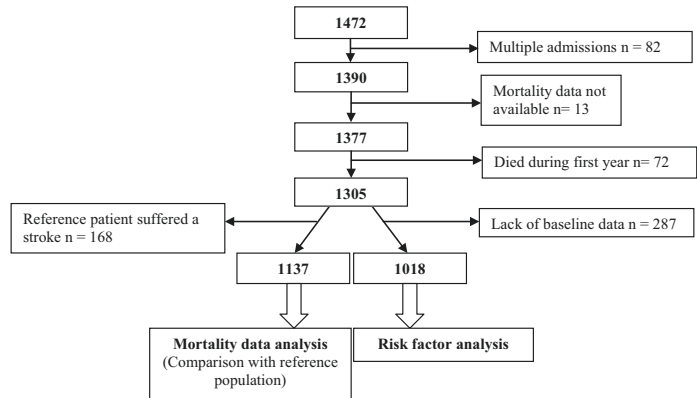 1472
Multiple admissions n = 82
1390
Mortality data not
available n= 13
1377
Died during first year n= 72
1305
Reference patient suffered a
stroke n = 168
Lack of baseline data n = 287
1137
1018
Mortality data analysis
(Comparison with reference
population)
Risk factor analysis